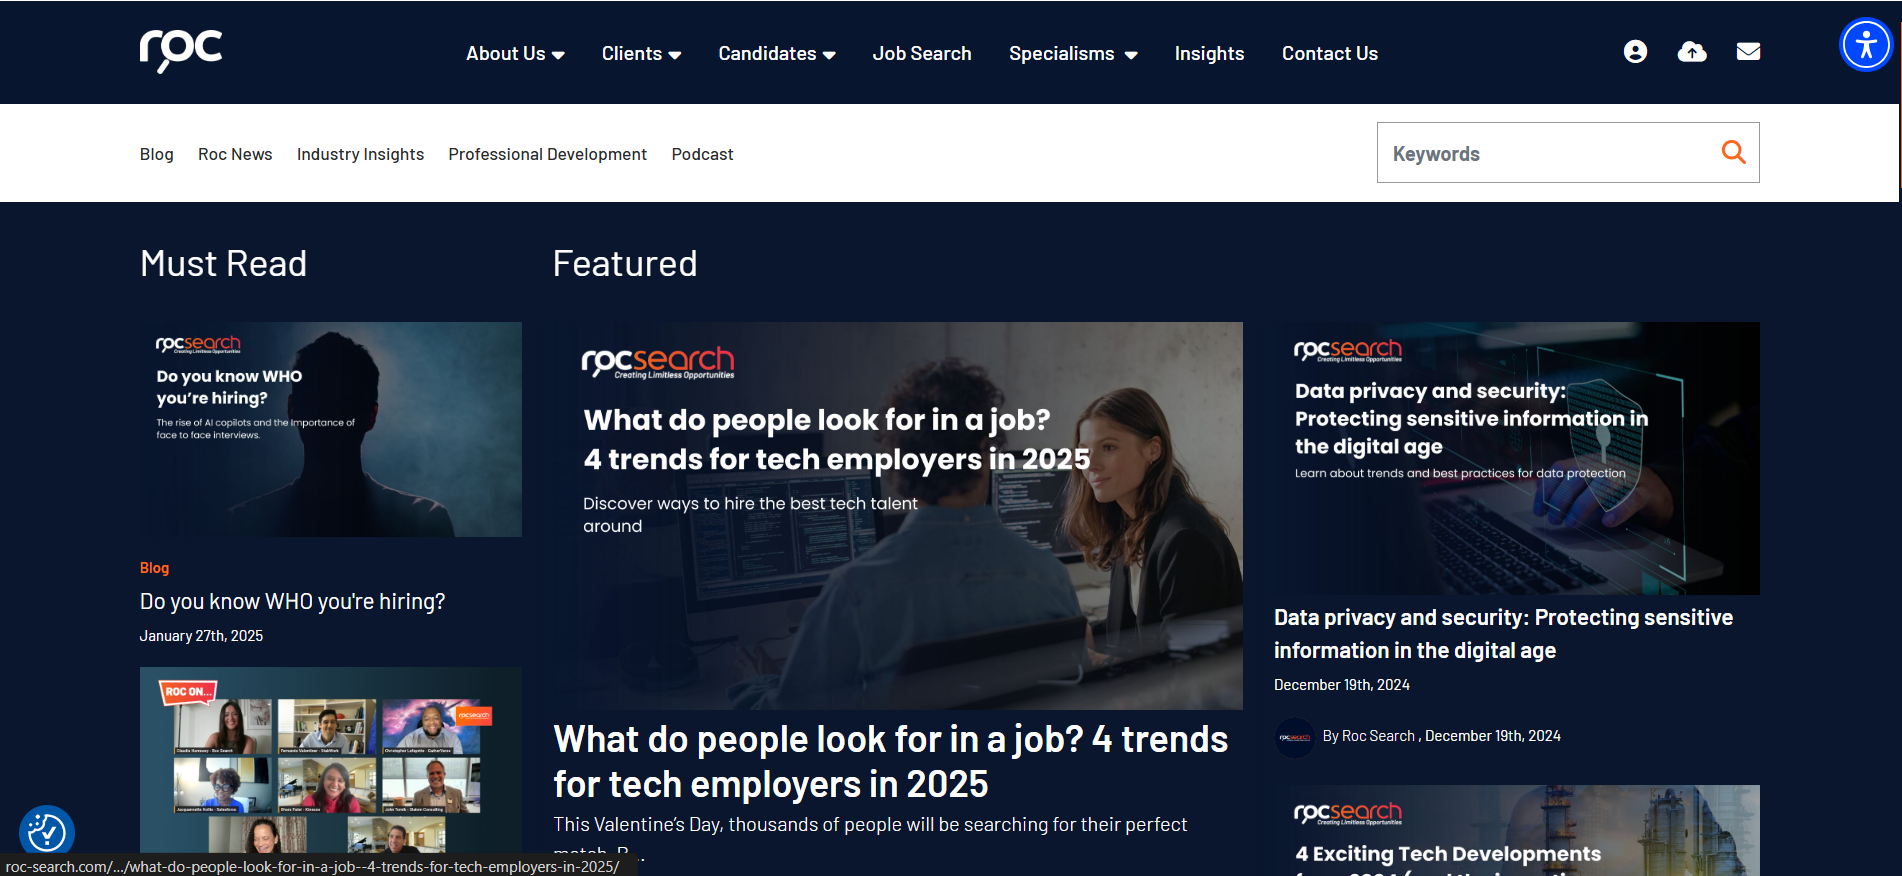 roc
About Us
Clients
Candidates
Job Search
Specialisms
Insights
Contact Us
Blog
Roc News
Industry Insights
Professional Development
Podcast
Keywords
Must Read
Featured
rocsearch
Creating Limitless Opportunities
Do you know WHO
you're hiring?
The rise of AI copilots and the importance of
face to face interviews.
Blog
Do you know WHO you're hiring?
January 27th, 2025
ROC ON...
rocsearch
rocsearch
Creating Limitless Opportunities
What do people look for in a job?
4 trends for tech employers in 2025
Discover ways to hire the best tech talent
around
What do people look for in a job? 4 trends
for tech employers in 2025
This Valentine's Day, thousands of people will be searching for their perfect
rocsearch
Creating Limitless Opportunities
Data privacy and security:
Protecting sensitive information in
the digital age
Learn about trends and best practices for data protection
Data privacy and security: Protecting sensitive
information in the digital age
December 19th, 2024
rocsearch
By Roc Search , December 19th, 2024
rocsearch
Creating Limitless Opportunities
4 Exciting Tech Developments
roc-search.com/.../what-do-people-look-for-in-a-job--4-trends-for-tech-employers-in-2025/